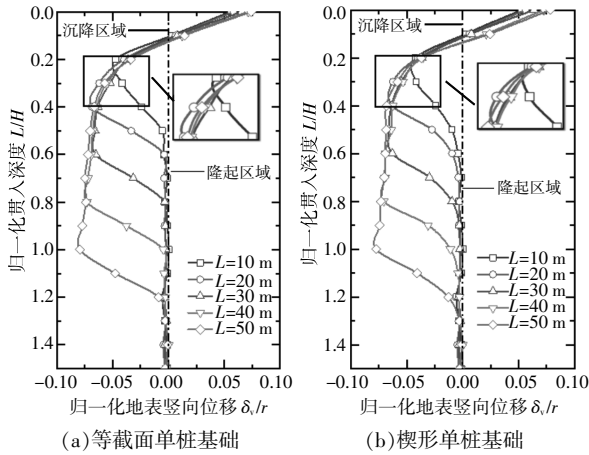 0.0
0.2
0.4
0.6
0.8
1.0
1.2
1.4
归一化贯入深度 L/H
沉降区域
隆起区域
L=10 m
L=20 m
L=30 m
L=40 m
L=50 m
-0.10 -0.05 0.00 0.05 0.10
归一化地表竖向位移 δv/r
(a)等截面单桩基础
0.0
0.2
0.4
0.6
0.8
1.0
1.2
1.4
归一化贯入深度 L/H
沉降区域
隆起区域
L=10 m
L=20 m
L=30 m
L=40 m
L=50 m
-0.10 -0.05 0.00 0.05 0.10
归一化地表竖向位移 δv/r
(b)楔形单桩基础